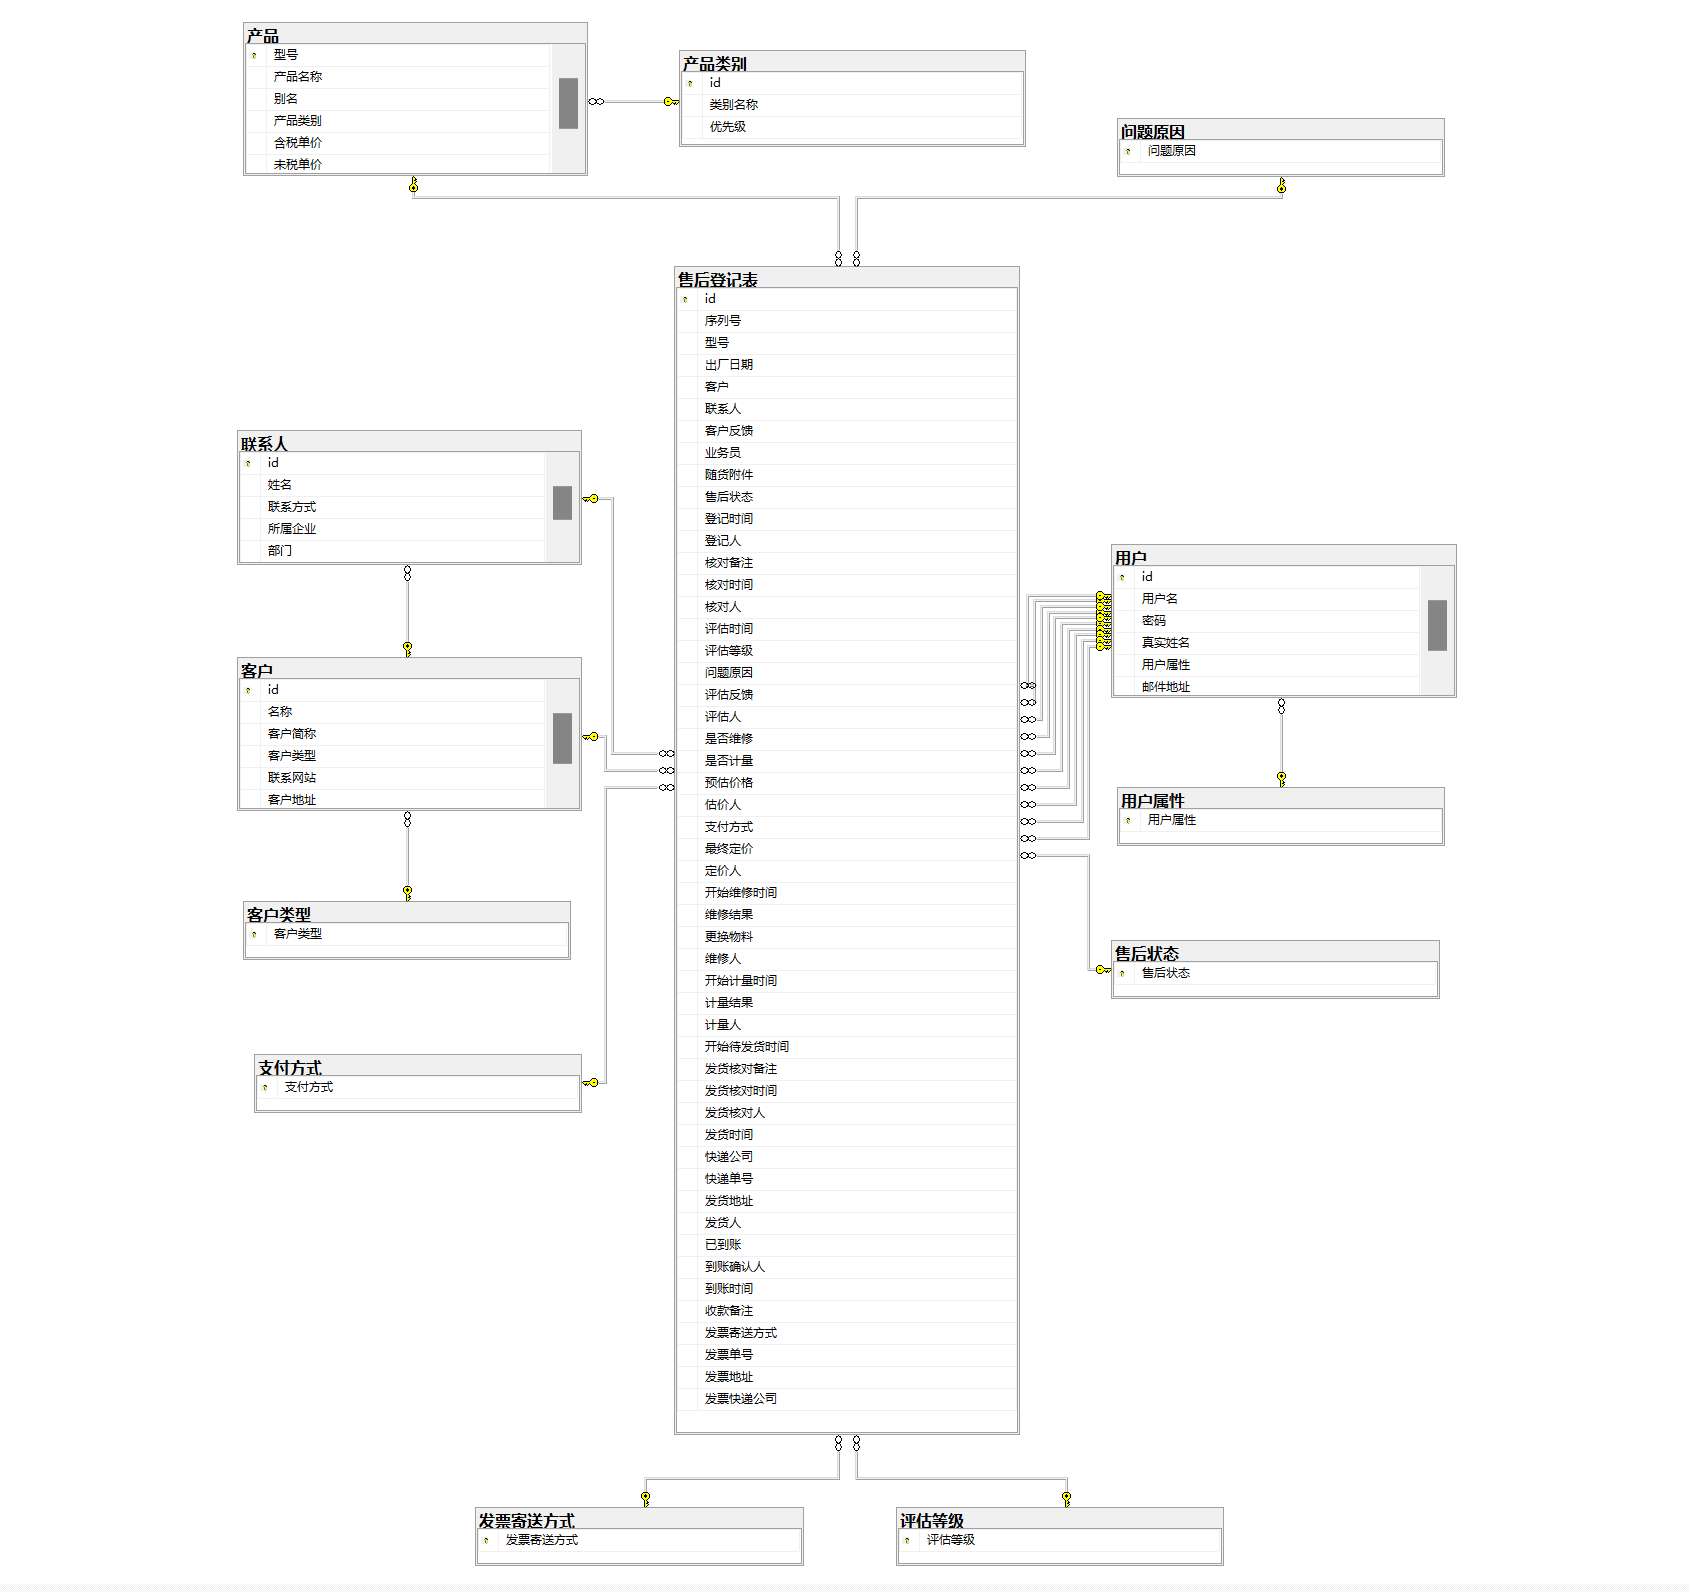 产品
型号
产品名称
别名
产品类别
含税单价
未税单价
产品类别
id
类别名称
优先级
问题原因
问题原因
售后登记表
id
序列号
型号
出厂日期
客户
联系人
客户反馈
业务员
随货附件
售后状态
登记时间
登记人
核对备注
核对时间
核对人
评估时间
评估等级
问题原因
评估反馈
评估人
是否维修
是否计量
预估价格
估价人
支付方式
最终定价
定价人
开始维修时间
维修结果
更换物料
维修人
开始计量时间
计量结果
计量人
开始待发货时间
发货核对备注
发货核对时间
发货核对人
发货时间
快递公司
快递单号
发货地址
发货人
已到账
到账确认人
到账时间
收款备注
发票寄送方式
发票单号
发票地址
发票快递公司
联系人
id
姓名
联系方式
所属企业
部门
客户
id
名称
客户简称
客户类型
联系网站
客户地址
客户类型
客户类型
支付方式
支付方式
用户
id
用户名
密码
真实姓名
用户属性
邮件地址
用户属性
用户属性
售后状态
售后状态
发票寄送方式
发票寄送方式
评估等级
评估等级